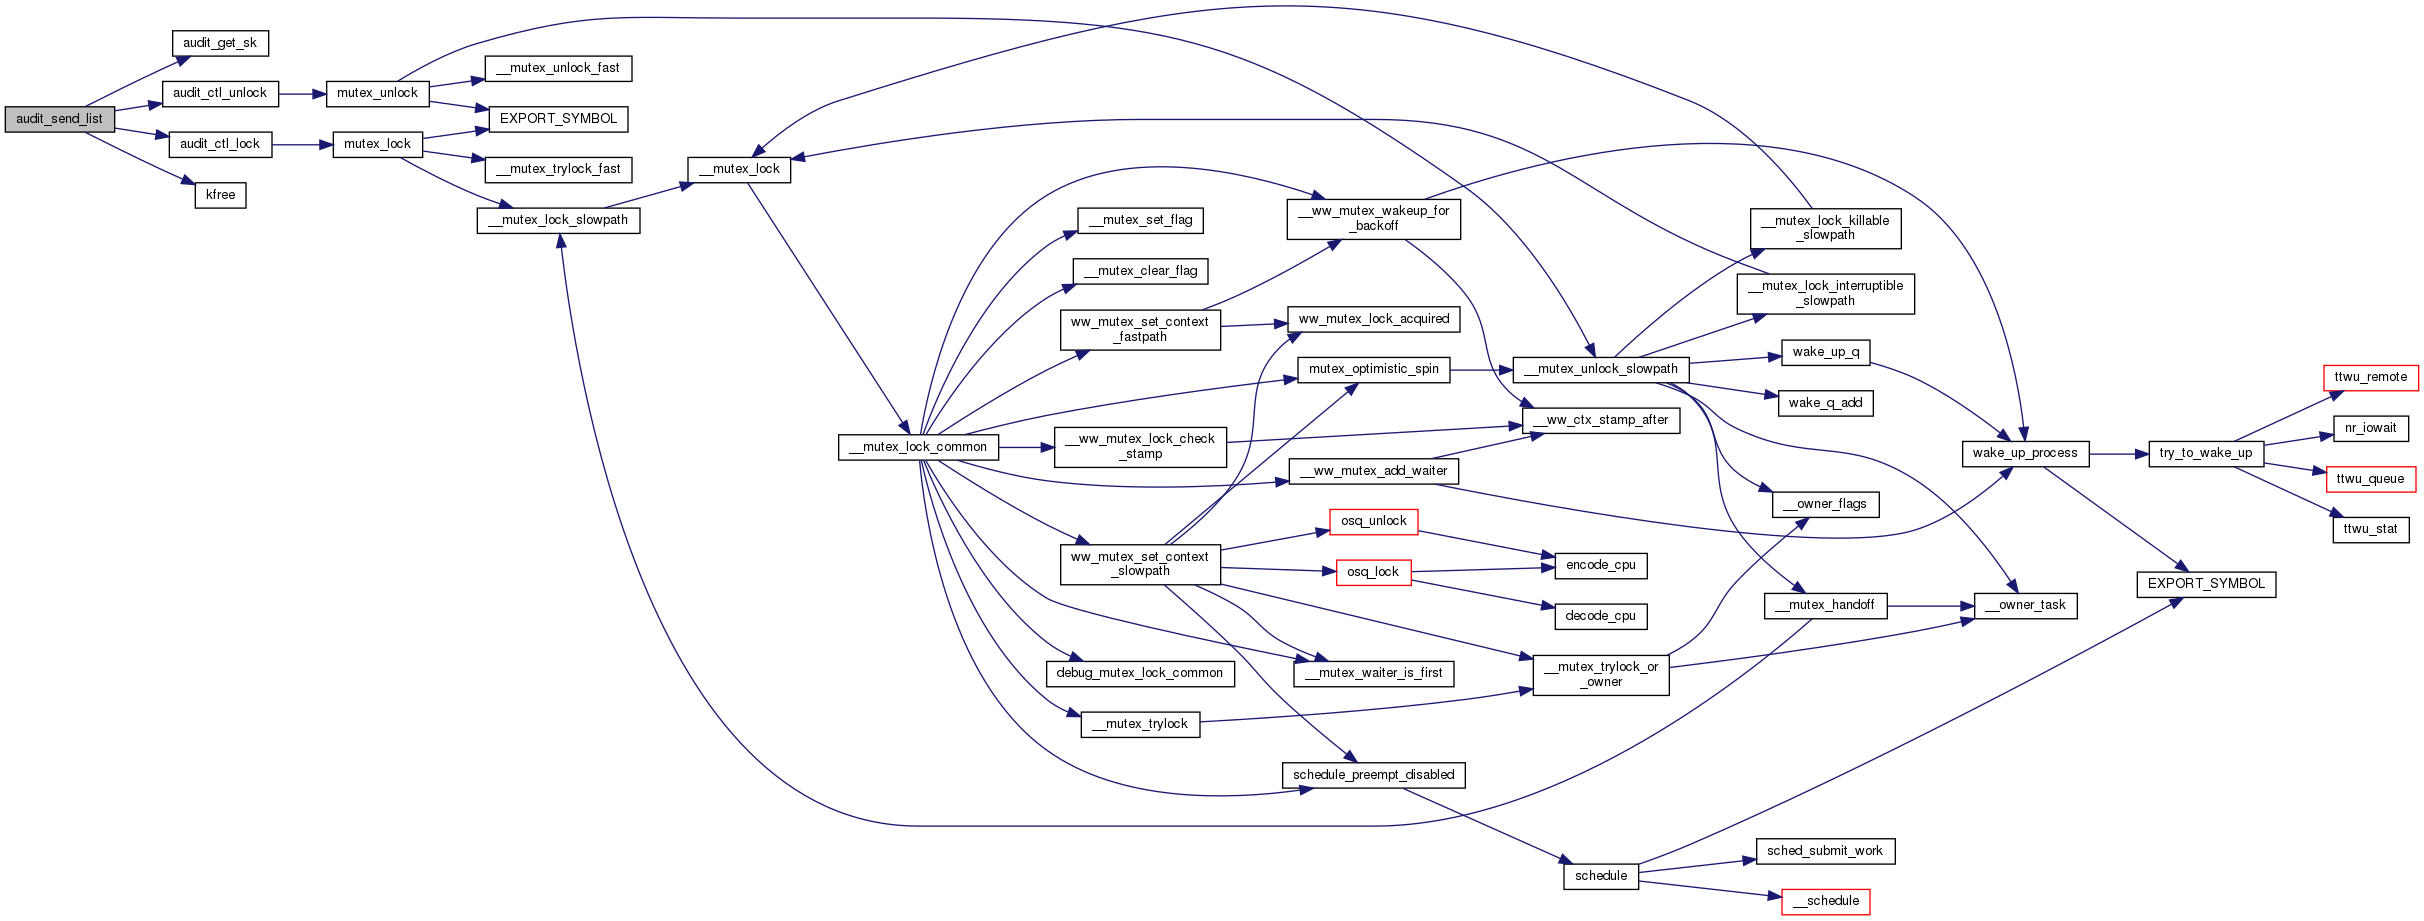 audit_send_list
audit_get_sk
audit_ctl_unlock
audit_ctl_lock
kfree
mutex_unlock
mutex_lock
__mutex_unlock_fast
EXPORT_SYMBOL
__mutex_trylock_fast
__mutex_lock_slowpath
__mutex_lock
__mutex_lock_common
__mutex_set_flag
__mutex_clear_flag
ww_mutex_set_context
_fastpath
__ww_mutex_lock_check
_stamp
ww_mutex_set_context
_slowpath
debug_mutex_lock_common
__mutex_trylock
__ww_mutex_wakeup_for
_backoff
ww_mutex_lock_acquired
mutex_optimistic_spin
__ww_mutex_add_waiter
osq_unlock
osq_lock
__mutex_waiter_is_first
schedule_preempt_disabled
__mutex_unlock_slowpath
__ww_ctx_stamp_after
encode_cpu
decode_cpu
__mutex_trylock_or
_owner
schedule
__mutex_lock_killable
_slowpath
__mutex_lock_interruptible
_slowpath
wake_up_q
wake_q_add
__owner_flags
__mutex_handoff
sched_submit_work
__schedule
wake_up_process
__owner_task
try_to_wake_up
EXPORT_SYMBOL
ttwu_remote
nr_iowait
ttwu_queue
ttwu_stat